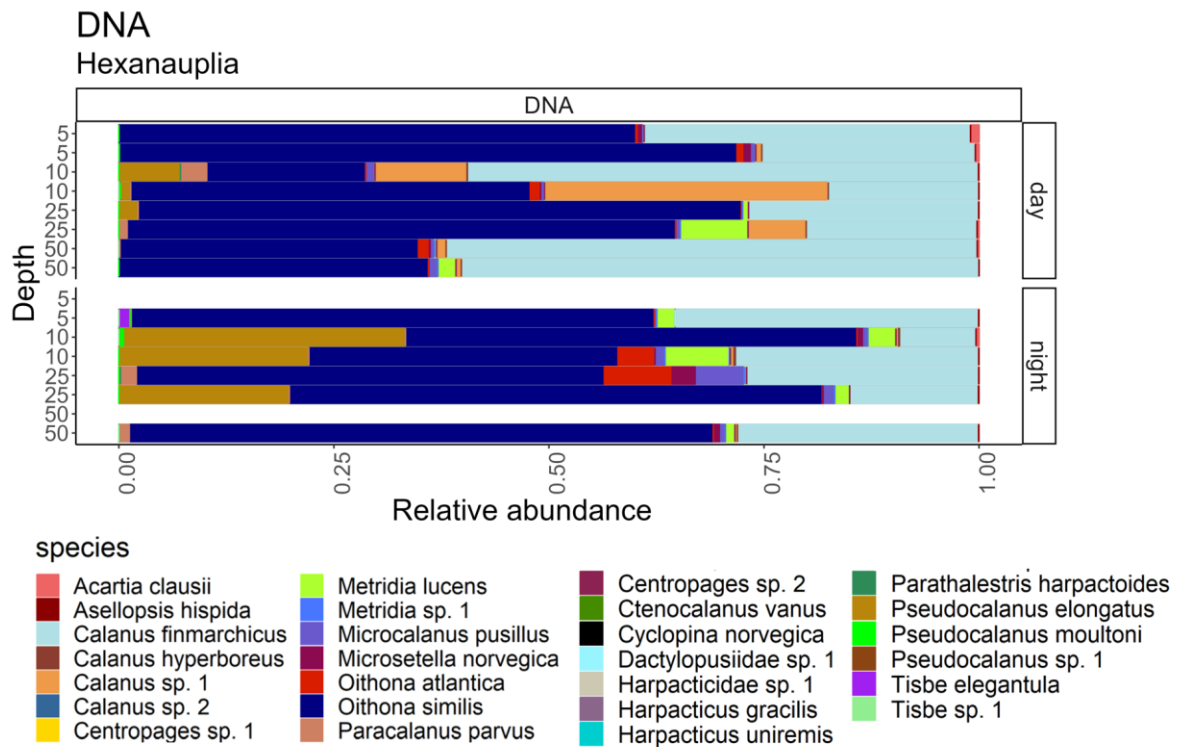 DNA
Hexanauplia
DNA
Depth
5
5
10
10
25
25
50
50
day
5
5
10
10
25
25
50
50
night
0.00 0.25 0.50 0.75 1.00
Relative abundance
species
Acartia clausii
Asellopsis hispida
Calanus finmarchicus
Calanus hyperboreus
Calanus sp. 1
Calanus sp. 2
Centropages sp. 1
Metridia lucens
Metridia sp. 1
Microcalanus pusillus
Microsetella norvegica
Oithona atlantica
Oithona similis
Paracalanus parvus
Centropages sp. 2
Ctenocalanus vanus
Cyclopina norvegica
Dactylopusiidae sp. 1
Harpacticidae sp. 1
Harpacticus gracilis
Harpacticus uniremis
Parathalestris harpactoides
Pseudocalanus elongatus
Pseudocalanus moultoni
Pseudocalanus sp. 1
Tisbe elegantula
Tisbe sp. 1